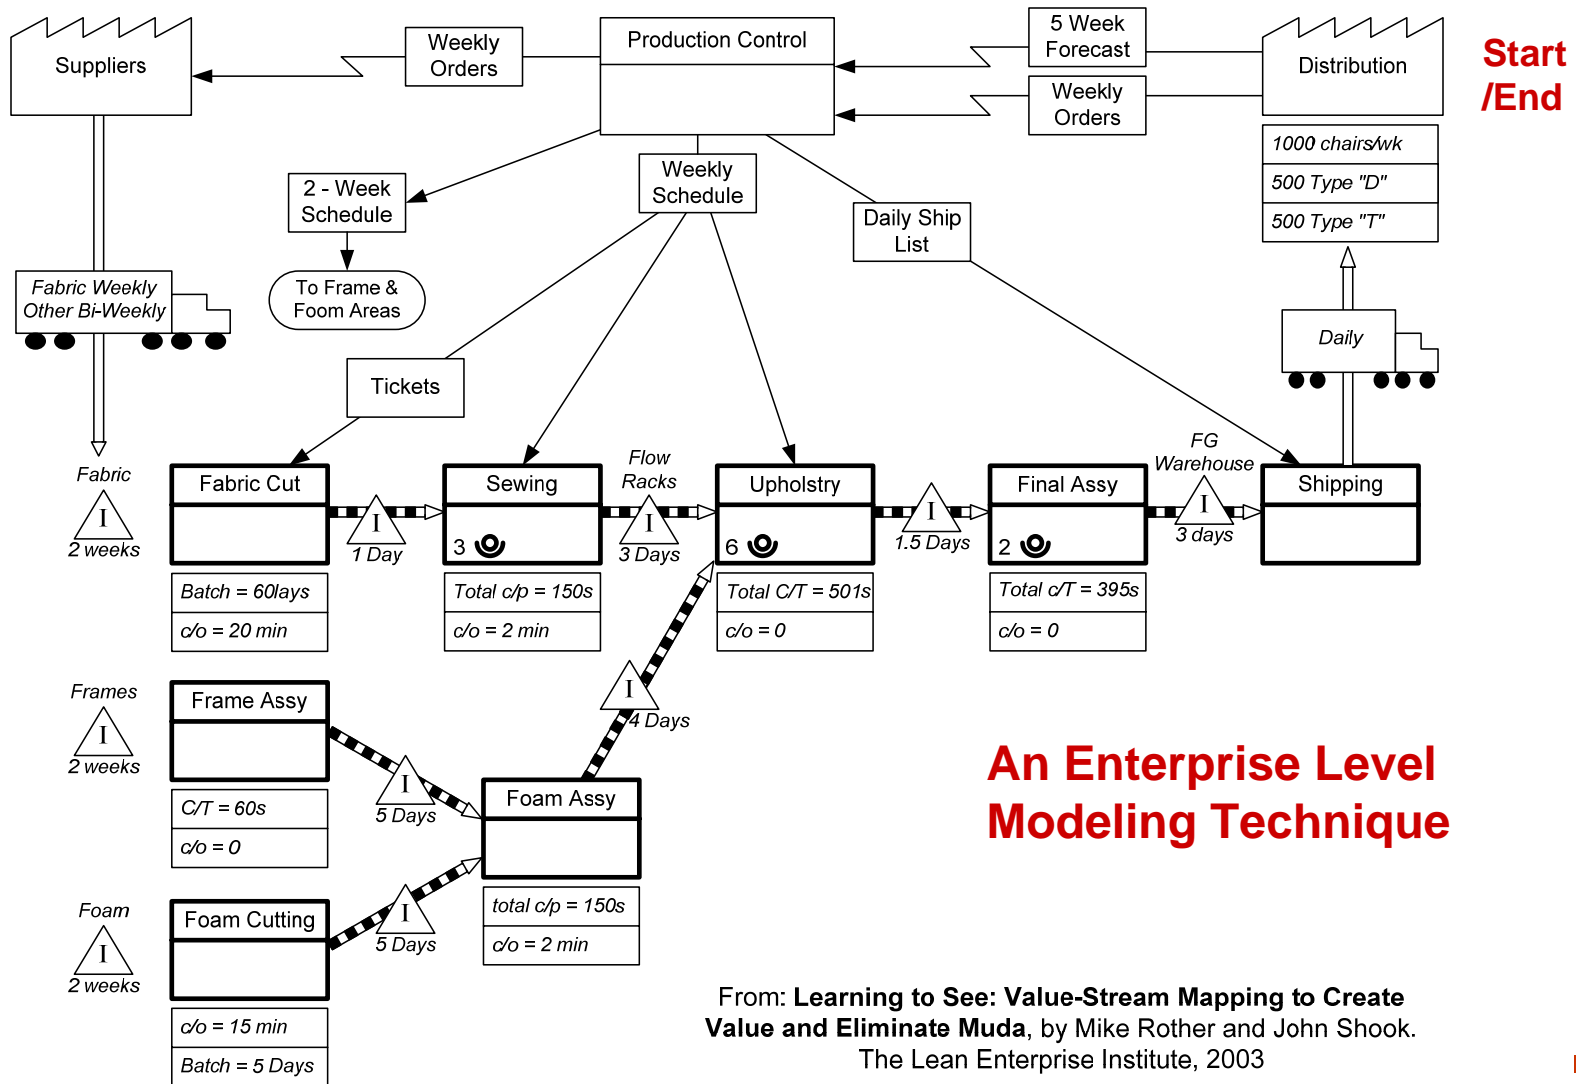 Suppliers
Weekly
Orders
Production Control
5 Week
Forecast
Weekly
Orders
Distribution
Start
/End
1000 chairs/wk
500 Type "D"
500 Type "T"
2 - Week
Schedule
To Frame &
Foom Areas
Weekly
Schedule
Daily Ship
List
Fabric Weekly
Other Bi-Weekly
Daily
Tickets
Fabric
I
2 weeks
Fabric Cut
Batch = 60lays
c/o = 20 min
I
1 Day
Sewing
3
Total c/p = 150s
c/o = 2 min
Flow
Racks
I
3 Days
Upholstry
6
Total C/T = 501s
c/o = 0
I
1.5 Days
Final Assy
2
Total c/T = 395s
c/o = 0
FG
Warehouse
I
3 days
Shipping
Frames
I
2 weeks
Frame Assy
C/T = 60s
c/o = 0
I
5 Days
I
4 Days
Foam Assy
total c/p = 150s
c/o = 2 min
Foam
I
2 weeks
Foam Cutting
c/o = 15 min
Batch = 5 Days
I
5 Days
An Enterprise Level
Modeling Technique
From: Learning to See: Value-Stream Mapping to Create
Value and Eliminate Muda, by Mike Rother and John Shook.
The Lean Enterprise Institute, 2003